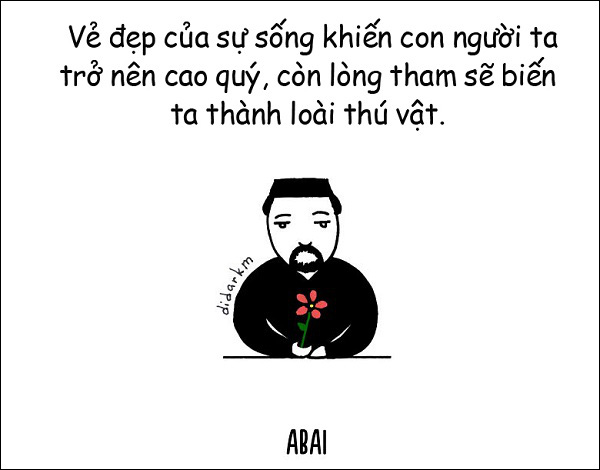 Vẻ đẹp của sự sống khiến con người ta
trở nên cao quý, còn lòng tham sẽ biến
ta thành loài thú vật.
didarkm
ABAI